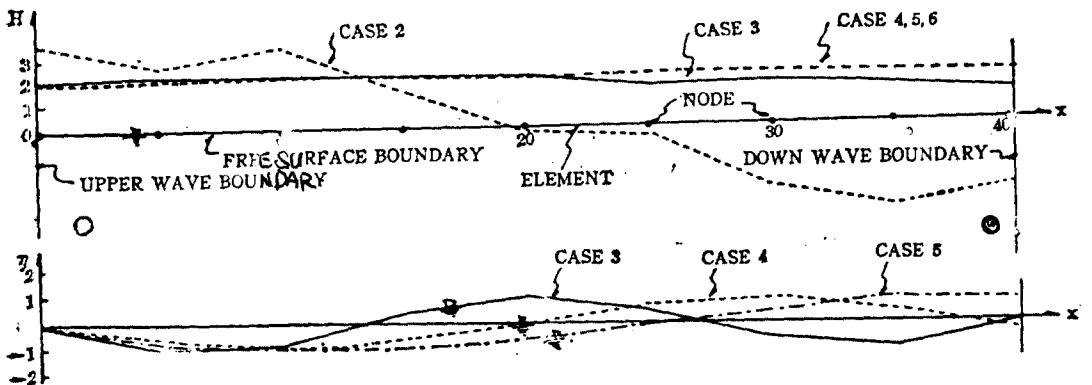 H
CASE 2
CASE 3
CASE 4, 5, 6
3
2
1
0
NODE
20
30
40
x
FREE SURFACE BOUNDARY
UPPER WAVE BOUNDARY
ELEMENT
DOWN WAVE BOUNDARY
η
2
1
-1
-2
CASE 3
CASE 4
CASE 5
x